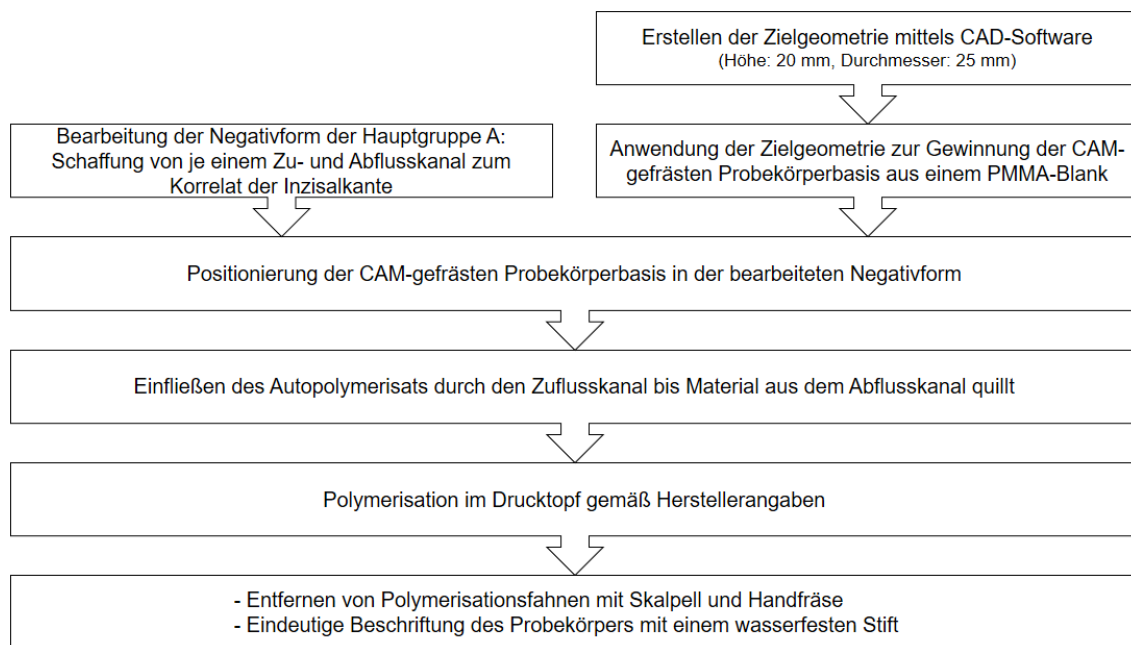 Erstellen der Zielgeometrie mittels CAD-Software
(Höhe: 20 mm, Durchmesser: 25 mm)
Bearbeitung der Negativform der Hauptgruppe A:
Schaffung von je einem Zu- und Abflusskanal zum
Korrelat der Inzisalkante
Anwendung der Zielgeometrie zur Gewinnung der CAM-
gefrästen Probekörperbasis aus einem PMMA-Blank
Positionierung der CAM-gefrästen Probekörperbasis in der bearbeiteten Negativform
Einfließen des Autopolymerisats durch den Zuflusskanal bis Material aus dem Abflusskanal quillt
Polymerisation im Drucktopf gemäß Herstellerangaben
- Entfernen von Polymerisationsfahnen mit Skalpell und Handfräse
- Eindeutige Beschriftung des Probekörpers mit einem wasserfesten Stift